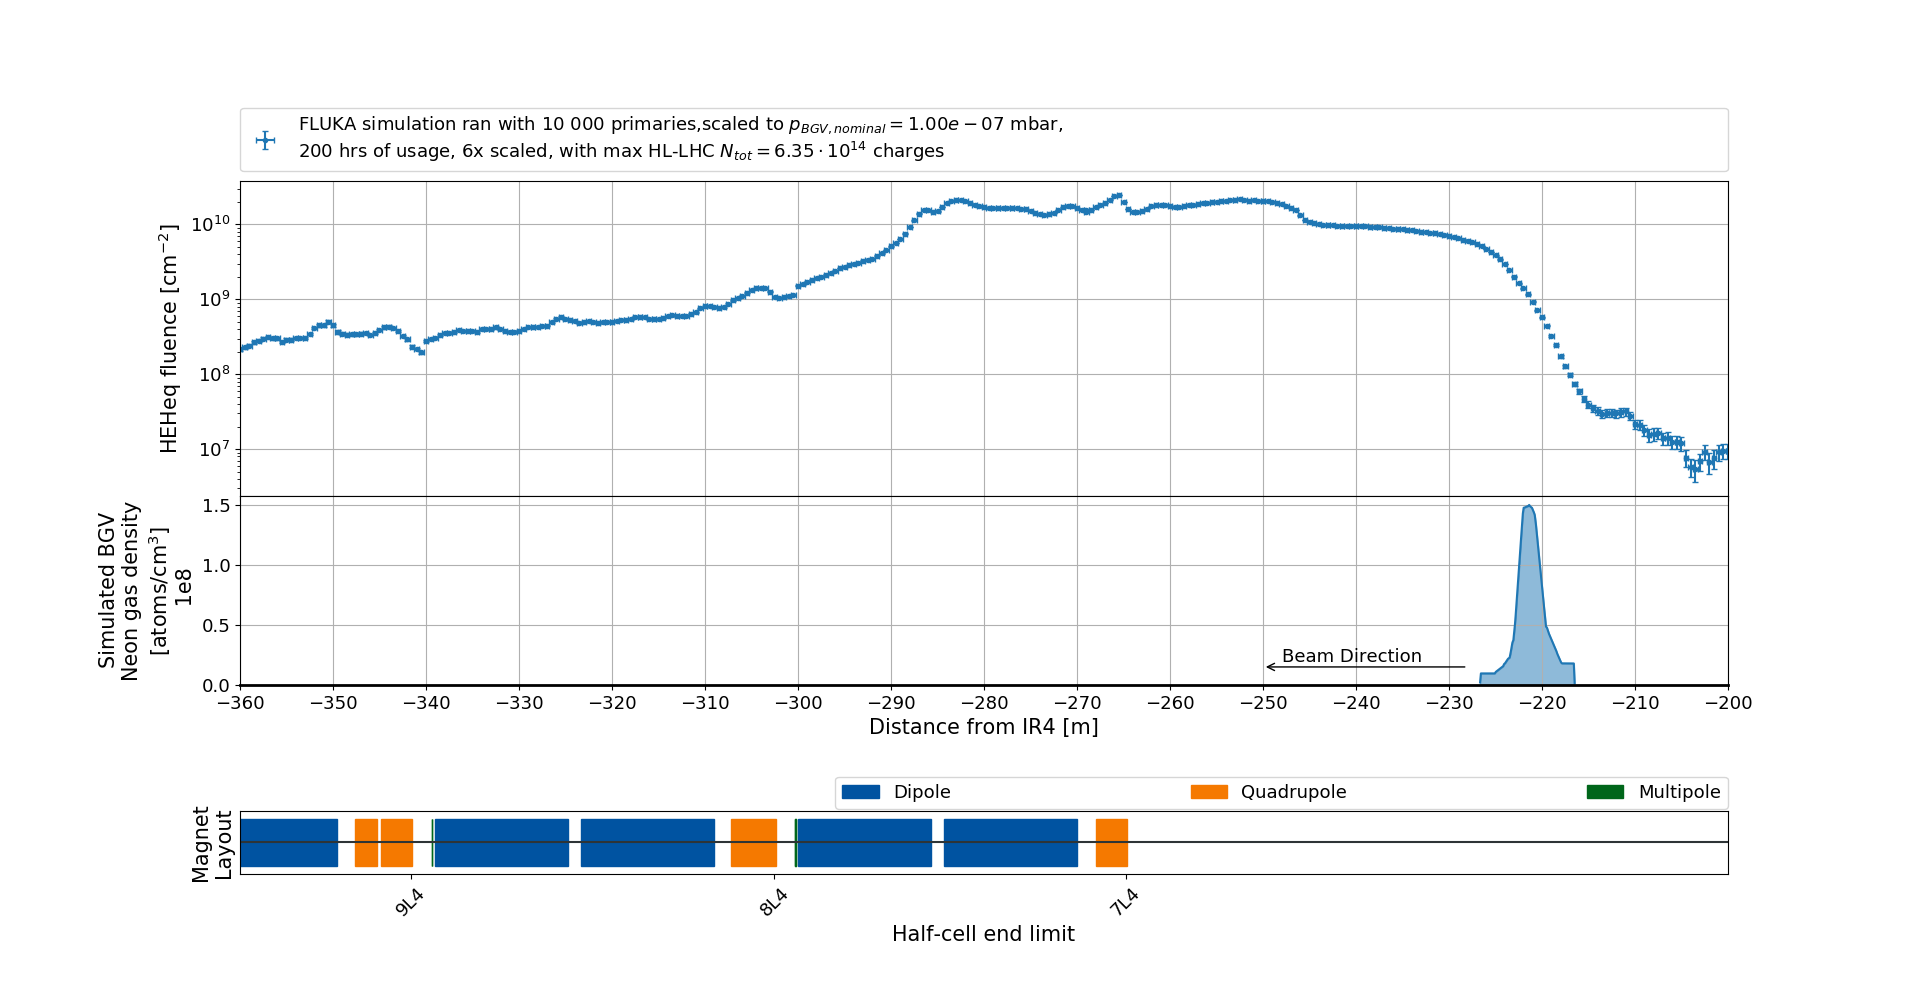 FLUKA simulation ran with 10 000 primaries,scaled to p_{BGV,nominal} = 1.00e − 07 mbar,
200 hrs of usage, 6x scaled, with max HL-LHC N_{tot} = 6.35 · 10^{14} charges
HEHeq fluence [cm^{−2}]
10^{10}
10^{9}
10^{8}
10^{7}
Simulated BGV
Neon gas density
[atoms/cm^{3}]
1e8
1.5
1.0
0.5
0.0
Beam Direction
−360 −350 −340 −330 −320 −310 −300 −290 −280 −270 −260 −250 −240 −230 −220 −210 −200
Distance from IR4 [m]
Dipole Quadrupole Multipole
Magnet
Layout
9L4 8L4 7L4
Half-cell end limit